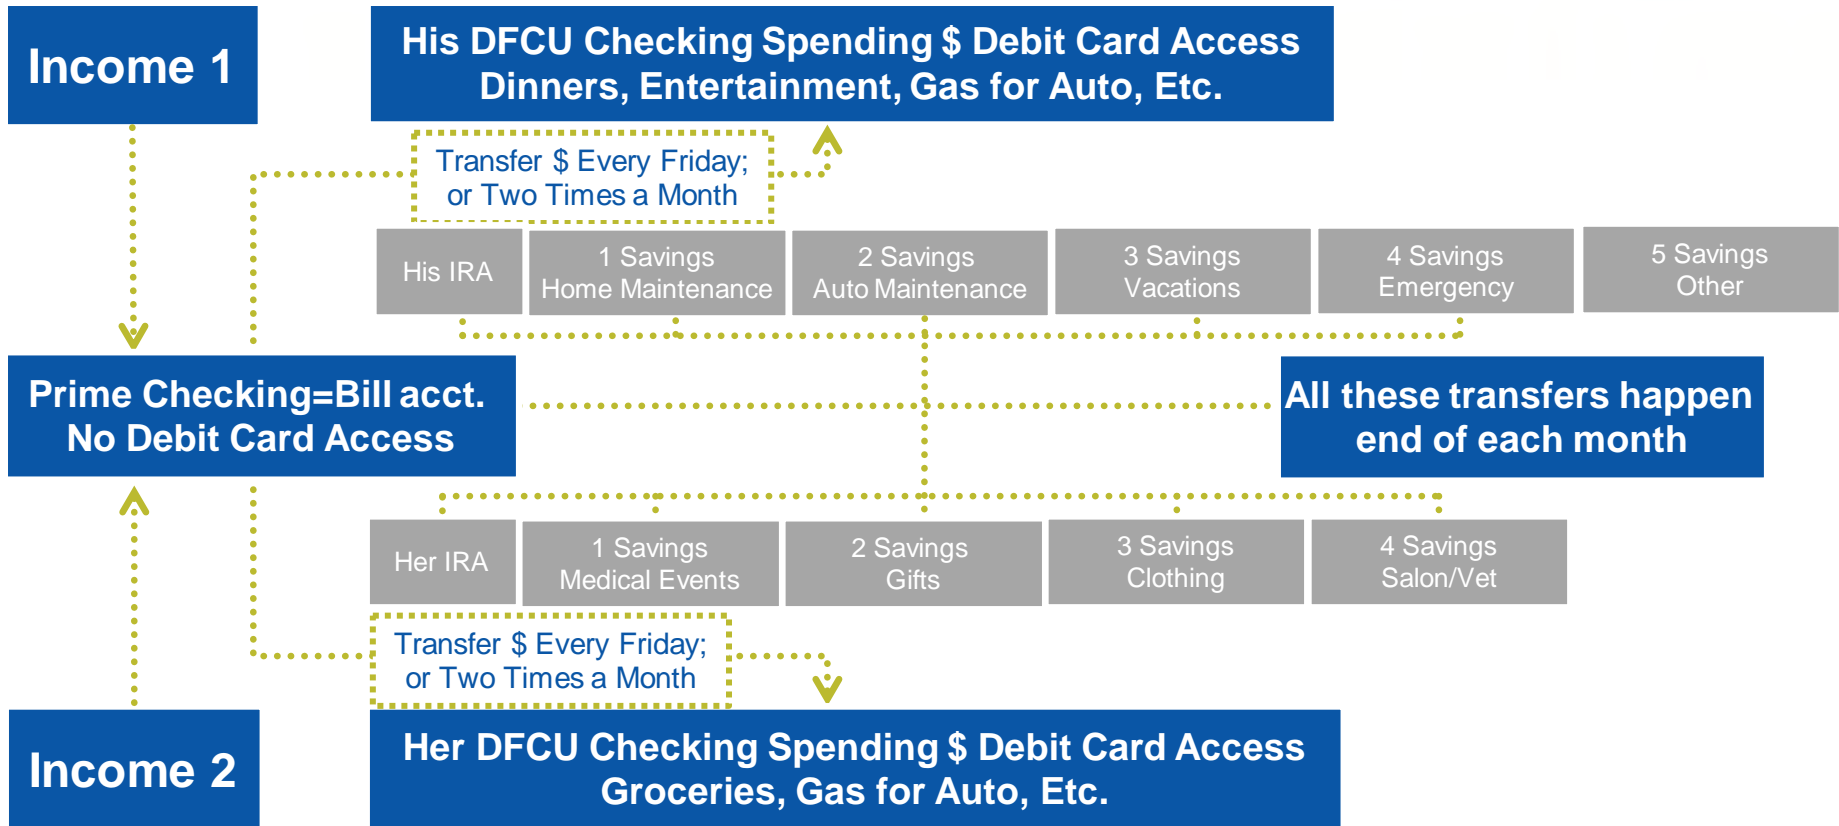 Income 1
His DFCU Checking Spending $ Debit Card Access
Dinners, Entertainment, Gas for Auto, Etc.
Transfer $ Every Friday;
or Two Times a Month
His IRA
1 Savings
Home Maintenance
2 Savings
Auto Maintenance
3 Savings
Vacations
4 Savings
Emergency
5 Savings
Other
Prime Checking=Bill acct.
No Debit Card Access
All these transfers happen
end of each month
Her IRA
1 Savings
Medical Events
2 Savings
Gifts
3 Savings
Clothing
4 Savings
Salon/Vet
Transfer $ Every Friday;
or Two Times a Month
Income 2
Her DFCU Checking Spending $ Debit Card Access
Groceries, Gas for Auto, Etc.